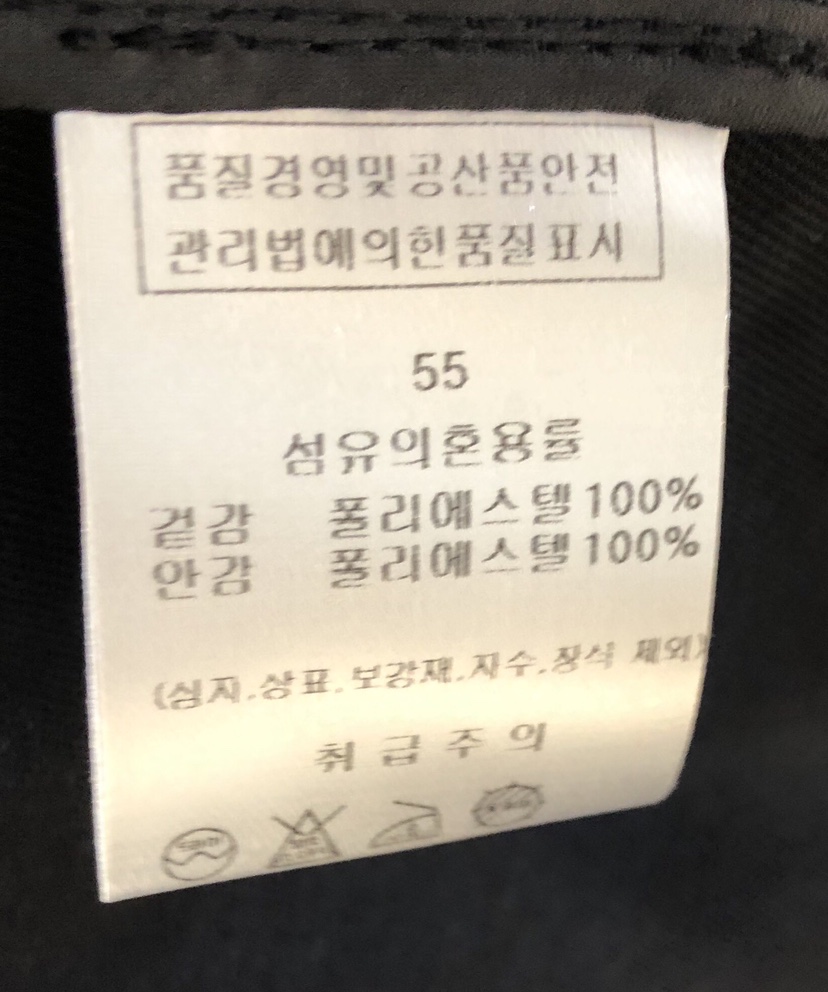 품질경영및공산품안전
관리법에의한품질표시
55
섬유의혼용률
겉감 폴리에스텔100%
안감 폴리에스텔100%
(심지.상표.보강재.자수.장식 제외)
취급주의